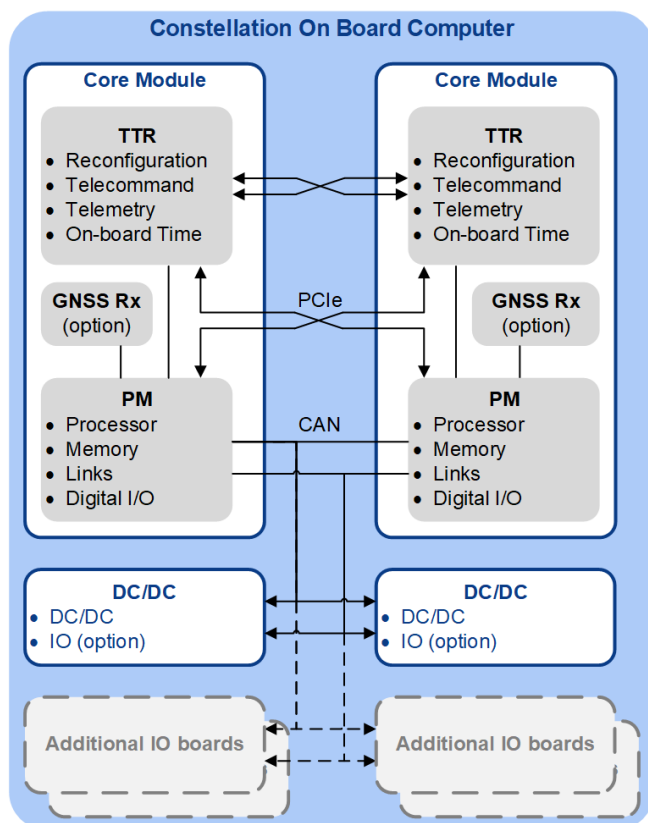 Constellation On Board Computer
Core Module
TTR
• Reconfiguration
• Telecommand
• Telemetry
• On-board Time
GNSS Rx
(option)
PM
• Processor
• Memory
• Links
• Digital I/O
PCIe
CAN
Core Module
TTR
• Reconfiguration
• Telecommand
• Telemetry
• On-board Time
GNSS Rx
(option)
PM
• Processor
• Memory
• Links
• Digital I/O
DC/DC
• DC/DC
• IO (option)
DC/DC
• DC/DC
• IO (option)
Additional IO boards
Additional IO boards